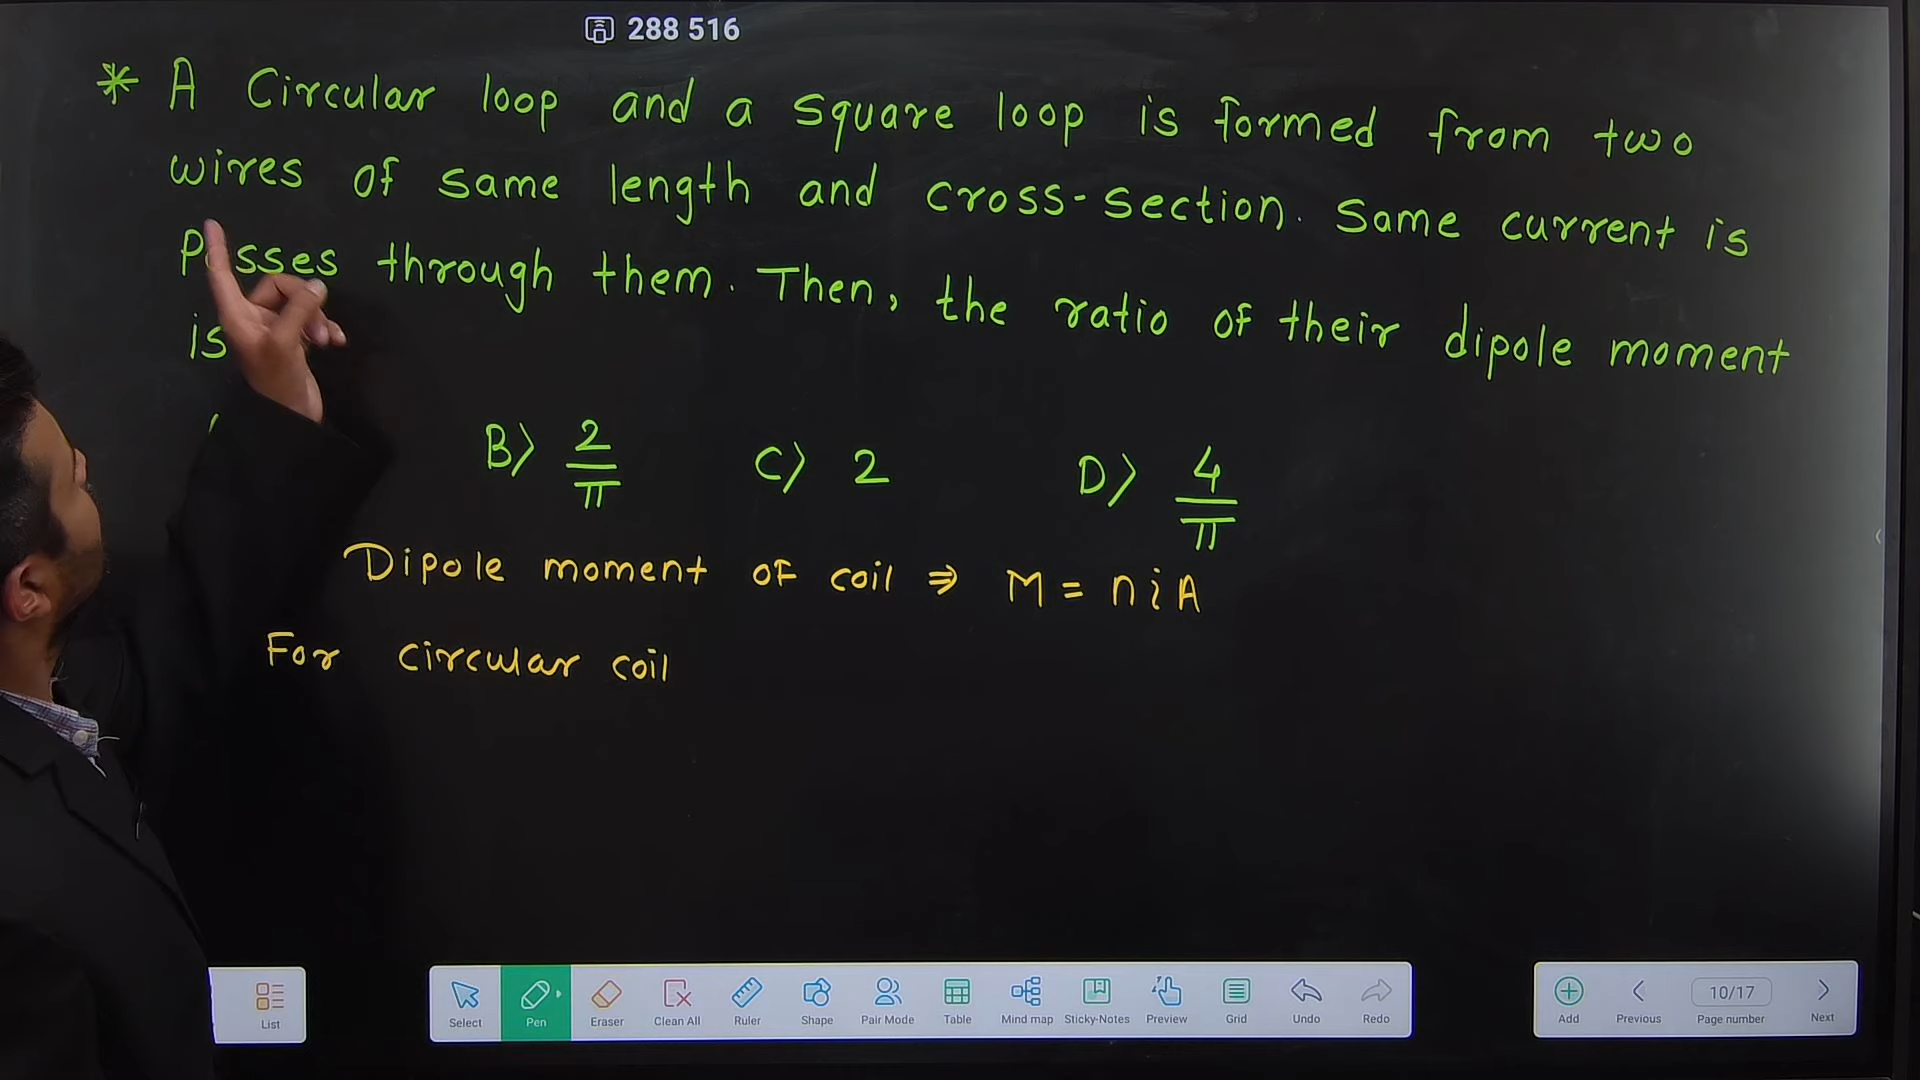 288 516
* A Circular loop and a square loop is formed from two
wires of same length and cross-section. Same current is
Passes through them. Then, the ratio of their dipole moment
is
B) 2/π C) 2 D) 4/π
Dipole moment of coil ⇒ M = niA
For circular coil
List
Select Pen Eraser Clean All Ruler Shape Pair Mode Table Mind map Sticky-Notes Preview Grid Undo Redo
Add Previous 10/17 Page number Next